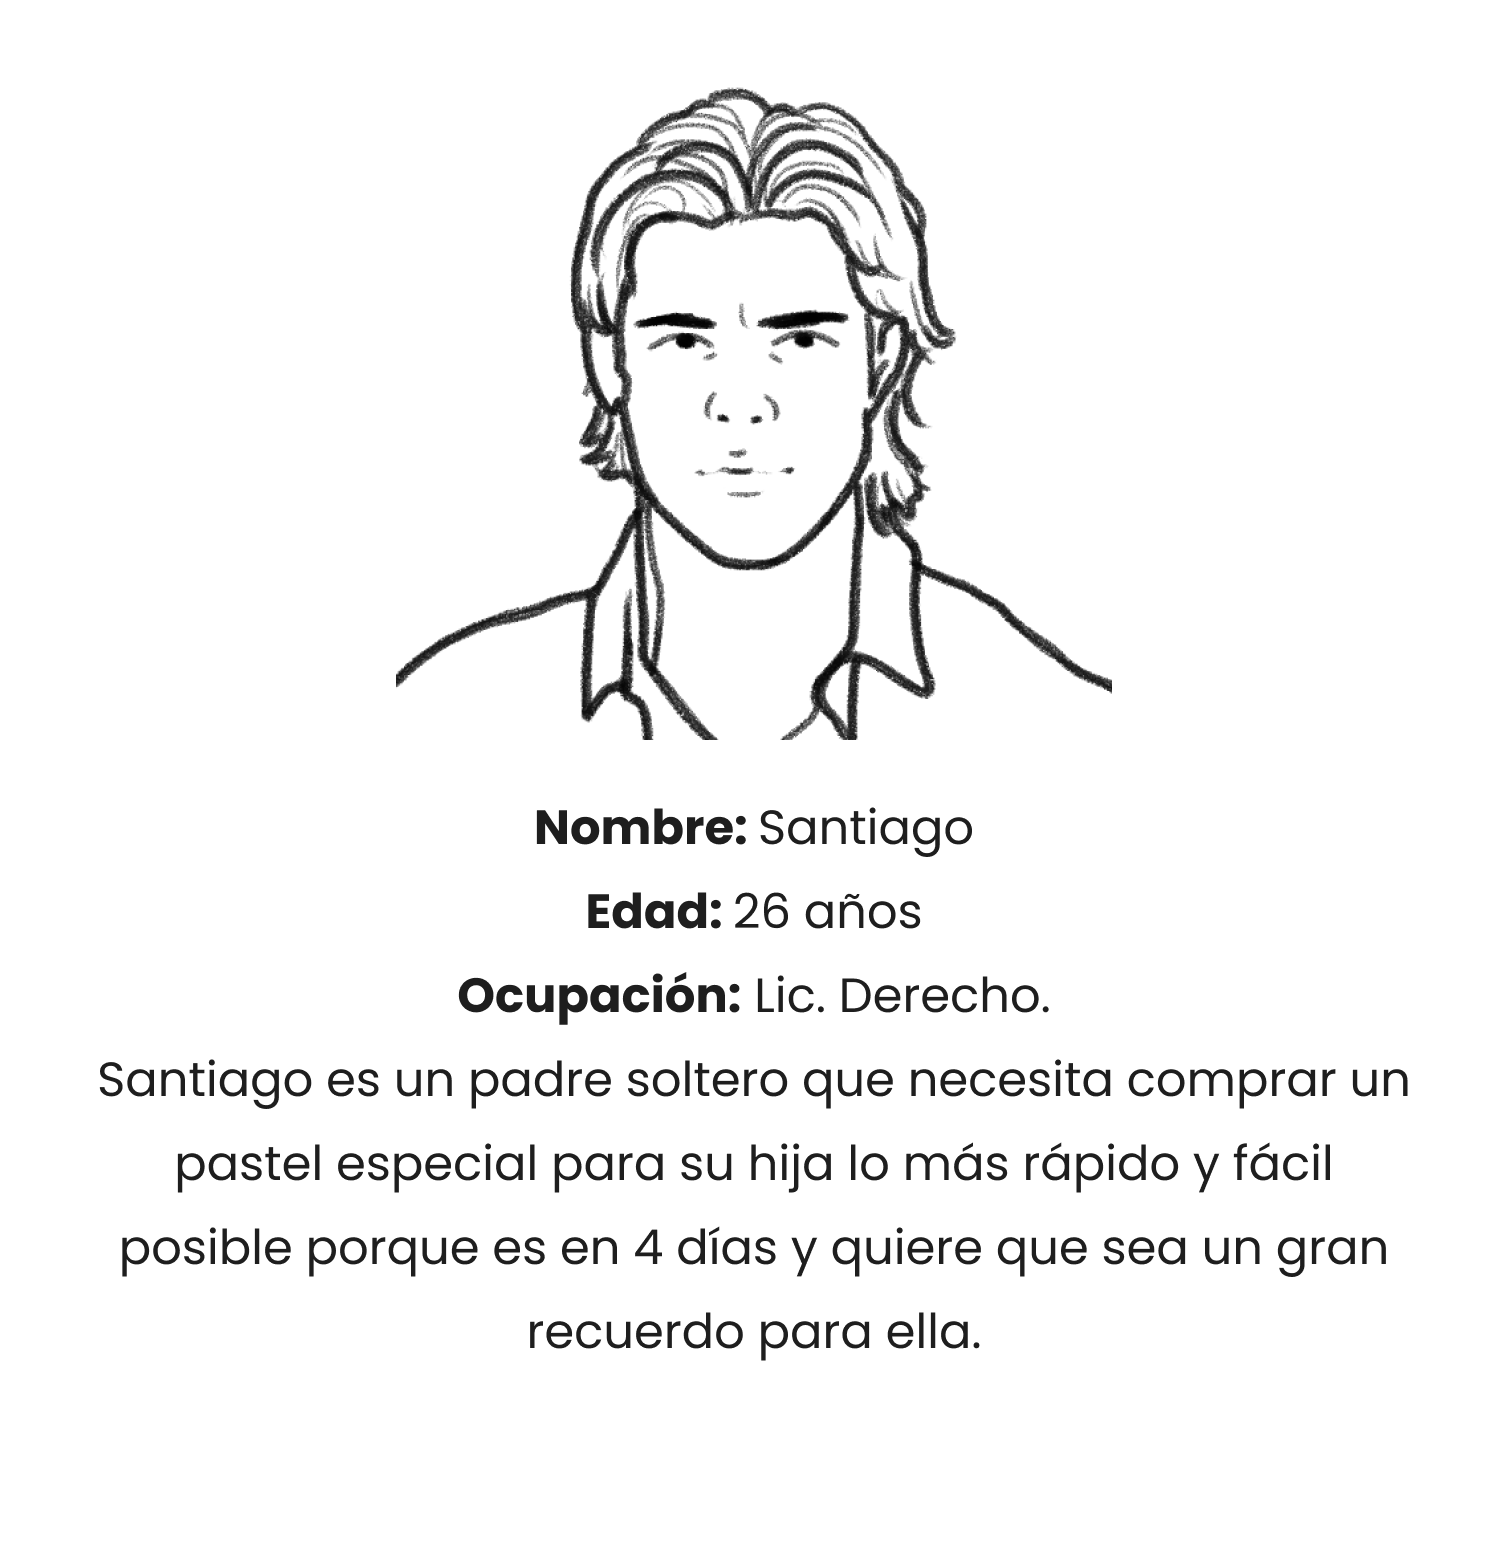 Nombre: Santiago
Edad: 26 años
Ocupación: Lic. Derecho.
Santiago es un padre soltero que necesita comprar un
pastel especial para su hija lo más rápido y fácil
posible porque es en 4 días y quiere que sea un gran
recuerdo para ella.